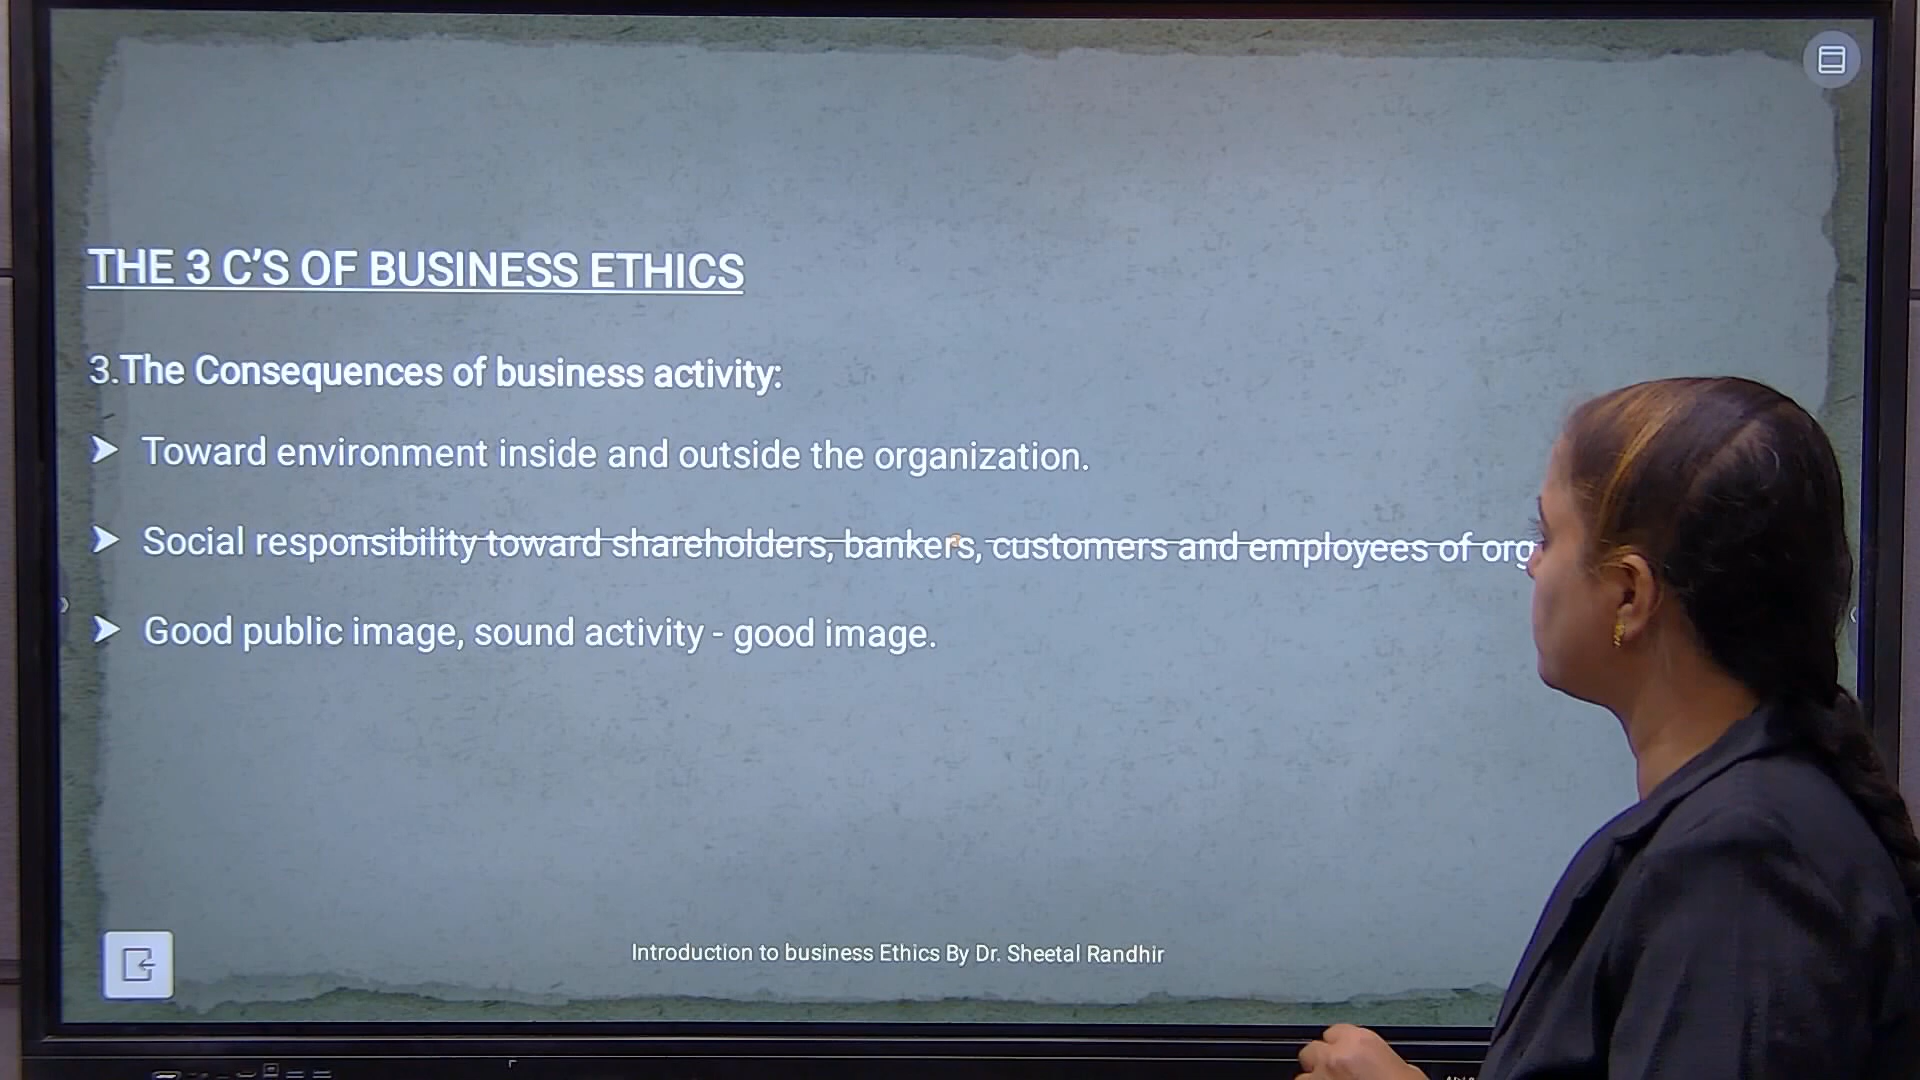 THE 3 C'S OF BUSINESS ETHICS
3.The Consequences of business activity:
➤ Toward environment inside and outside the organization.
➤ Social responsibility toward shareholders, bankers, customers and employees of
➤ Good public image, sound activity - good image.
Introduction to business Ethics By Dr. Sheetal Randhir